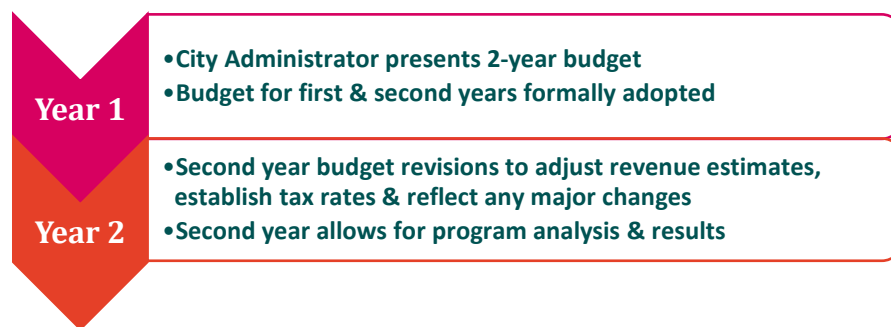 Year 1
•City Administrator presents 2-year budget
•Budget for first & second years formally adopted
Year 2
•Second year budget revisions to adjust revenue estimates,
establish tax rates & reflect any major changes
•Second year allows for program analysis & results